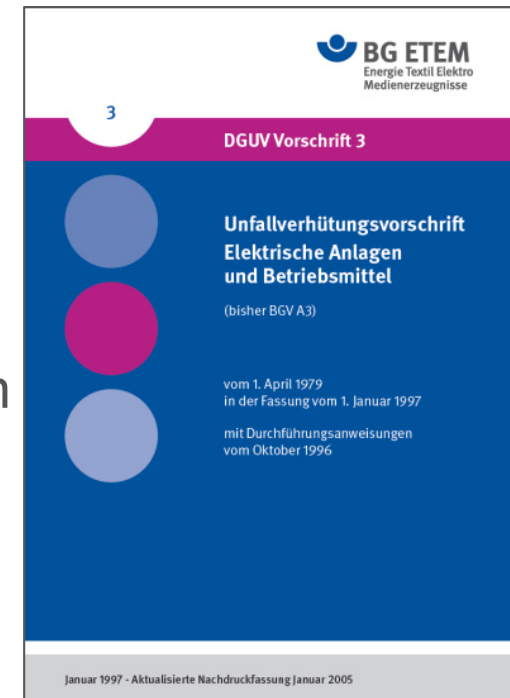 BG ETEM
Energie Textil Elektro
Medienerzeugnisse
3
DGUV Vorschrift 3
Unfallverhütungsvorschrift
Elektrische Anlagen
und Betriebsmittel
(bisher BGV A3)
n
vom 1. April 1979
in der Fassung vom 1. Januar 1997
mit Durchführungsanweisungen
vom Oktober 1996
Januar 1997 - Aktualisierte Nachdruckfassung Januar 2005